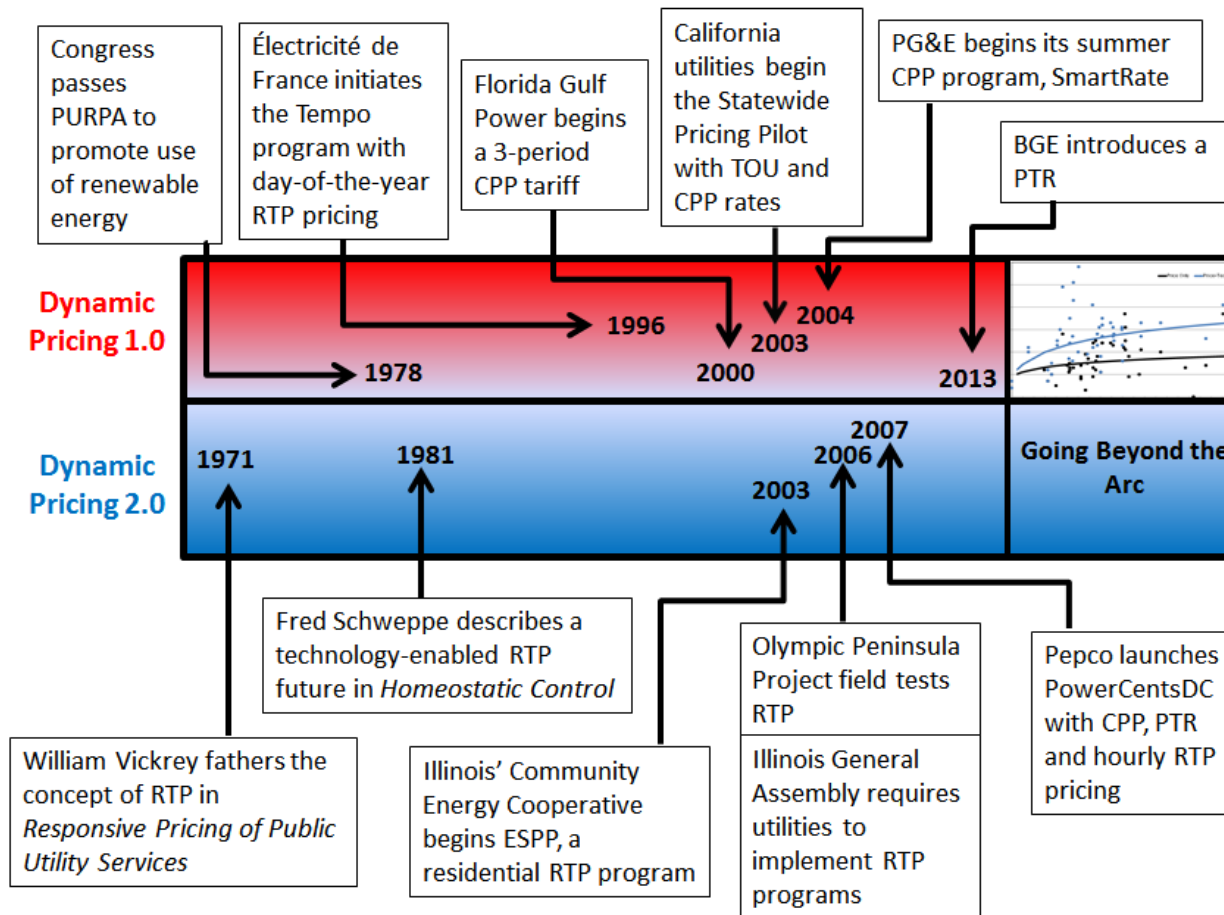 Congress
passes
PURPA to
promote use
of renewable
energy
Électricité de
France initiates
the Tempo
program with
day-of-the-year
RTP pricing
Florida Gulf
Power begins
a 3-period
CPP tariff
California
utilities begin
the Statewide
Pricing Pilot
with TOU and
CPP rates
PG&E begins its summer
CPP program, SmartRate
BGE introduces a
PTR
Dynamic
Pricing 1.0
1978
1996
2000
2003
2004
2013
Dynamic
Pricing 2.0
1971
1981
2003
2006
2007
Going Beyond the
Arc
William Vickrey fathers the
concept of RTP in
Responsive Pricing of Public
Utility Services
Fred Schweppe describes a
technology-enabled RTP
future in Homeostatic Control
Illinois’ Community
Energy Cooperative
begins ESPP, a
residential RTP program
Olympic Peninsula
Project field tests
RTP
Illinois General
Assembly requires
utilities to
implement RTP
programs
Pepco launches
PowerCentsDC
with CPP, PTR
and hourly RTP
pricing